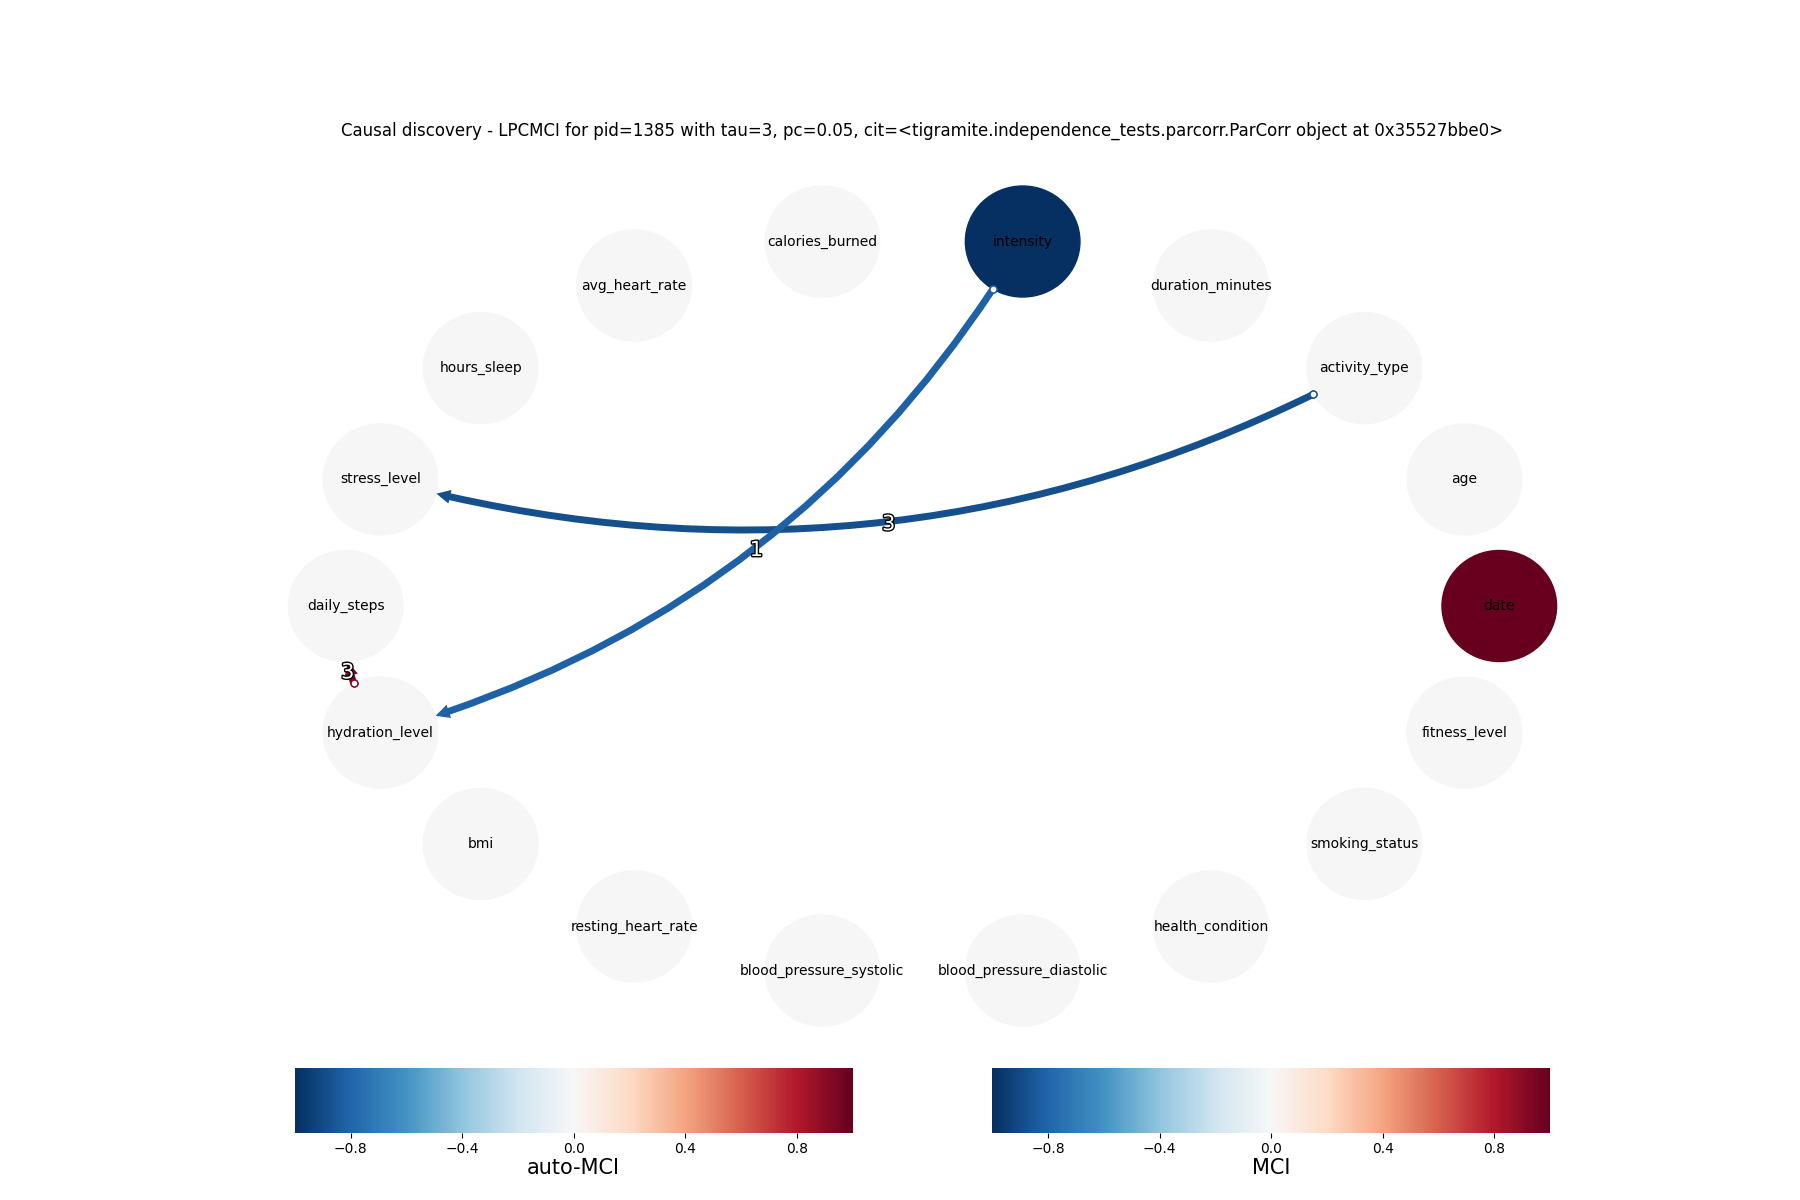 Causal discovery - LPCMCI for pid=1385 with tau=3, pc=0.05, cit=<tigramite.independence_tests.parcorr.ParCorr object at 0x35527bbe0>
calories_burned
intensity
avg_heart_rate
duration_minutes
hours_sleep
activity_type
stress_level
age
3
1
daily_steps
date
3
hydration_level
fitness_level
bmi
smoking_status
resting_heart_rate
health_condition
blood_pressure_systolic
blood_pressure_diastolic
−0.8 −0.4 0.0 0.4 0.8
auto-MCI
−0.8 −0.4 0.0 0.4 0.8
MCI